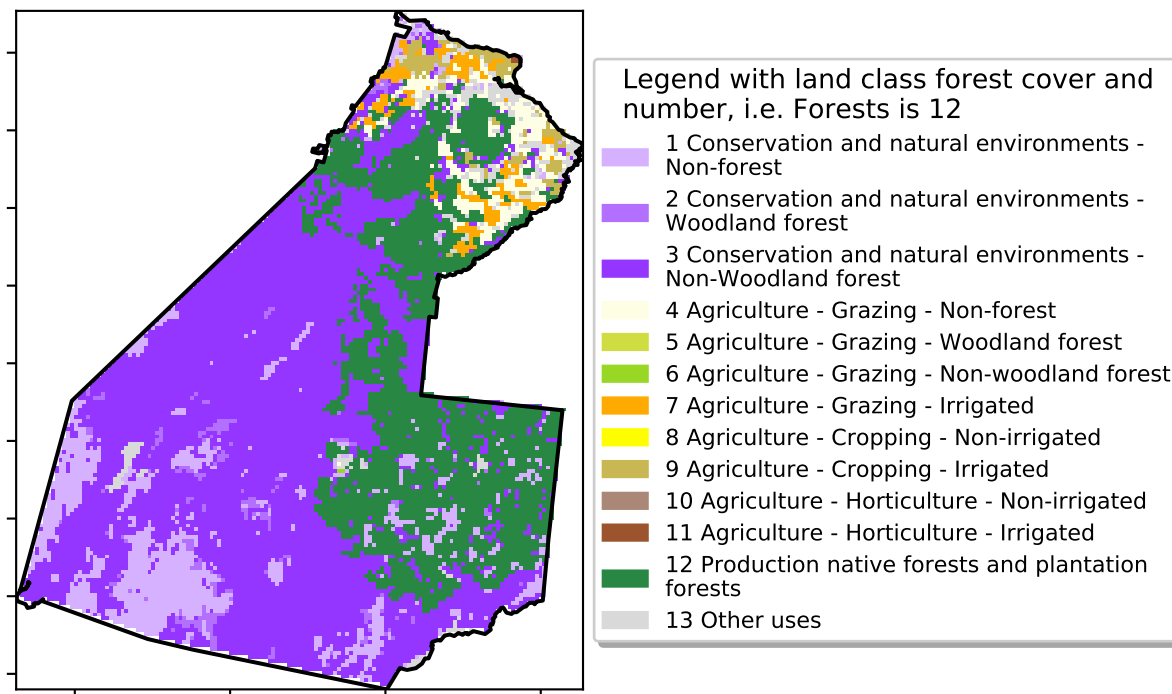 Legend with land class forest cover and
number, i.e. Forests is 12
1 Conservation and natural environments -
Non-forest
2 Conservation and natural environments -
Woodland forest
3 Conservation and natural environments -
Non-Woodland forest
4 Agriculture - Grazing - Non-forest
5 Agriculture - Grazing - Woodland forest
6 Agriculture - Grazing - Non-woodland forest
7 Agriculture - Grazing - Irrigated
8 Agriculture - Cropping - Non-irrigated
9 Agriculture - Cropping - Irrigated
10 Agriculture - Horticulture - Non-irrigated
11 Agriculture - Horticulture - Irrigated
12 Production native forests and plantation
forests
13 Other uses